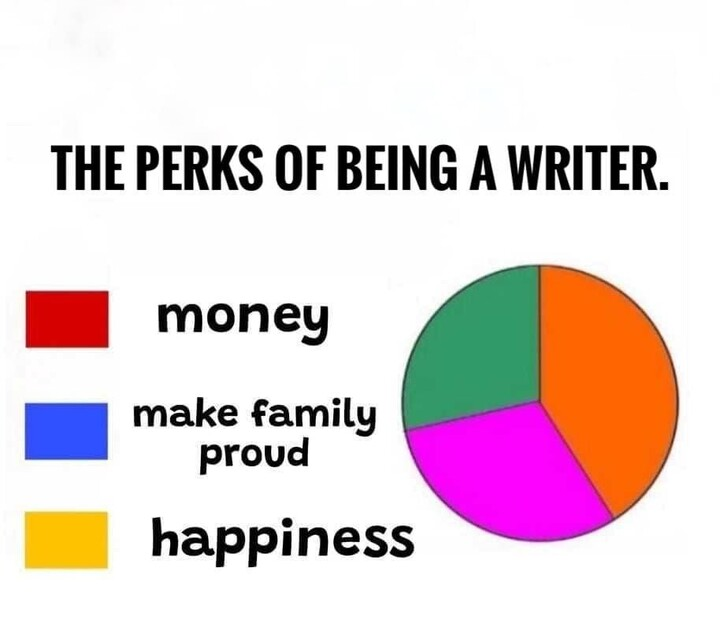 THE PERKS OF BEING A WRITER.
money
make family
proud
happiness